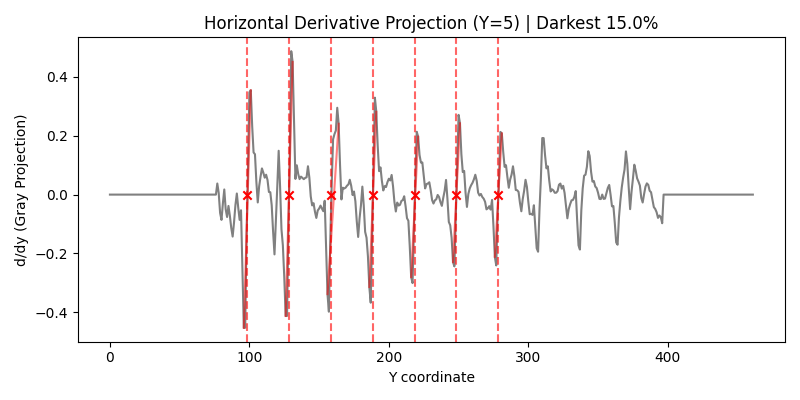 Horizontal Derivative Projection (Y=5) | Darkest 15.0%
d/dy (Gray Projection)
0.4
0.2
0.0
−0.2
−0.4
0 100 200 300 400
Y coordinate